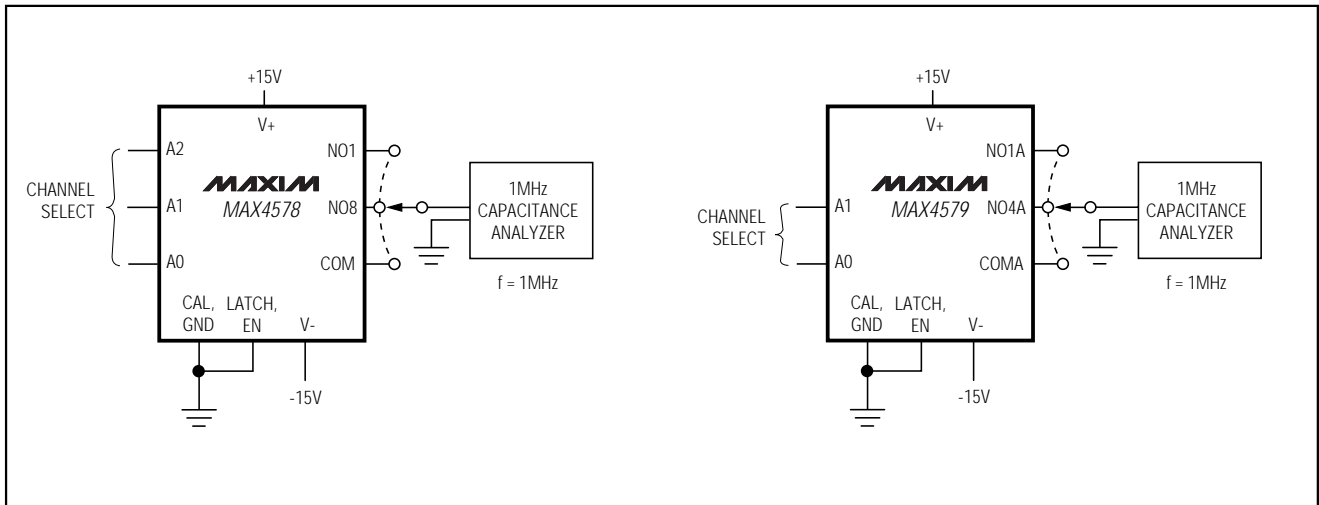 +15V
V+
A2
NO1
CHANNEL
SELECT
A1
MAXIM
MAX4578
NO8
1MHz
CAPACITANCE
ANALYZER
A0
COM
f = 1MHz
CAL,
GND
LATCH,
EN
V-
-15V
+15V
V+
NO1A
CHANNEL
SELECT
A1
MAXIM
MAX4579
NO4A
1MHz
CAPACITANCE
ANALYZER
A0
COMA
f = 1MHz
CAL,
GND
LATCH,
EN
V-
-15V